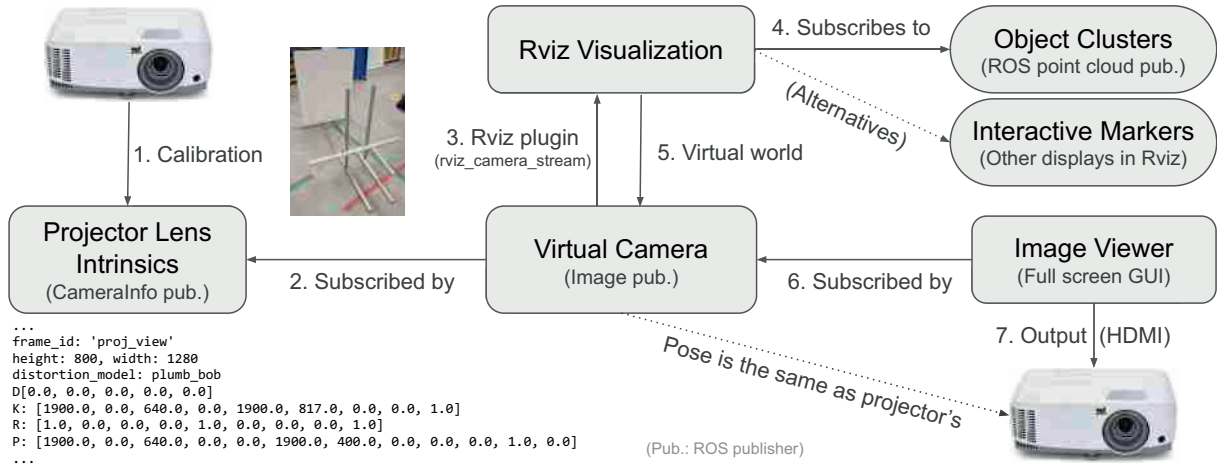 Rviz Visualization
4. Subscribes to
Object Clusters
(ROS point cloud pub.)
(Alternatives)
Interactive Markers
(Other displays in Rviz)
1. Calibration
3. Rviz plugin
(rviz_camera_stream)
5. Virtual world
Projector Lens
Intrinsics
(CameraInfo pub.)
2. Subscribed by
Virtual Camera
(Image pub.)
6. Subscribed by
Image Viewer
(Full screen GUI)
7. Output (HDMI)
Pose is the same as projector's
...
frame_id: 'proj_view'
height: 800, width: 1280
distortion_model: plumb_bob
D[0.0, 0.0, 0.0, 0.0, 0.0]
K: [1900.0, 0.0, 640.0, 0.0, 1900.0, 817.0, 0.0, 0.0, 1.0]
R: [1.0, 0.0, 0.0, 0.0, 1.0, 0.0, 0.0, 0.0, 1.0]
P: [1900.0, 0.0, 640.0, 0.0, 0.0, 1900.0, 400.0, 0.0, 0.0, 0.0, 1.0, 0.0]
...
(Pub.: ROS publisher)